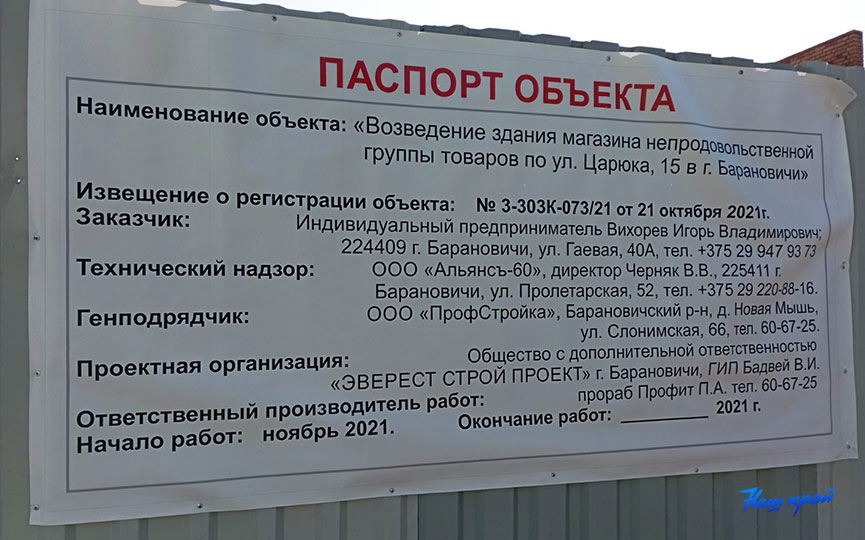 ПАСПОРТ ОБЪЕКТА
Наименование объекта: «Возведение здания магазина непродовольственной
группы товаров по ул. Царюка, 15 в г. Барановичи»
Извещение о регистрации объекта: № 3-303К-073/21 от 21 октября 2021г.
Заказчик: Индивидуальный предприниматель Вихорев Игорь Владимирович;
224409 г. Барановичи, ул. Гаевая, 40А, тел. +375 29 947 93 73
Технический надзор: ООО «Альянсъ-60», директор Черняк В.В., 225411 г.
Барановичи, ул. Пролетарская, 52, тел. +375 29 220-88-16.
Генподрядчик: ООО «ПрофСтройка», Барановичский р-н, д. Новая Мышь,
ул. Слонимская, 66, тел. 60-67-25.
Проектная организация: Общество с дополнительной ответственностью
«ЭВЕРЕСТ СТРОЙ ПРОЕКТ» г. Барановичи, ГИП Бадвей В.И.
Ответственный производитель работ: прораб Профит П.А. тел. 60-67-25
Начало работ: ноябрь 2021. Окончание работ: __________ 2021 г.
Наш край